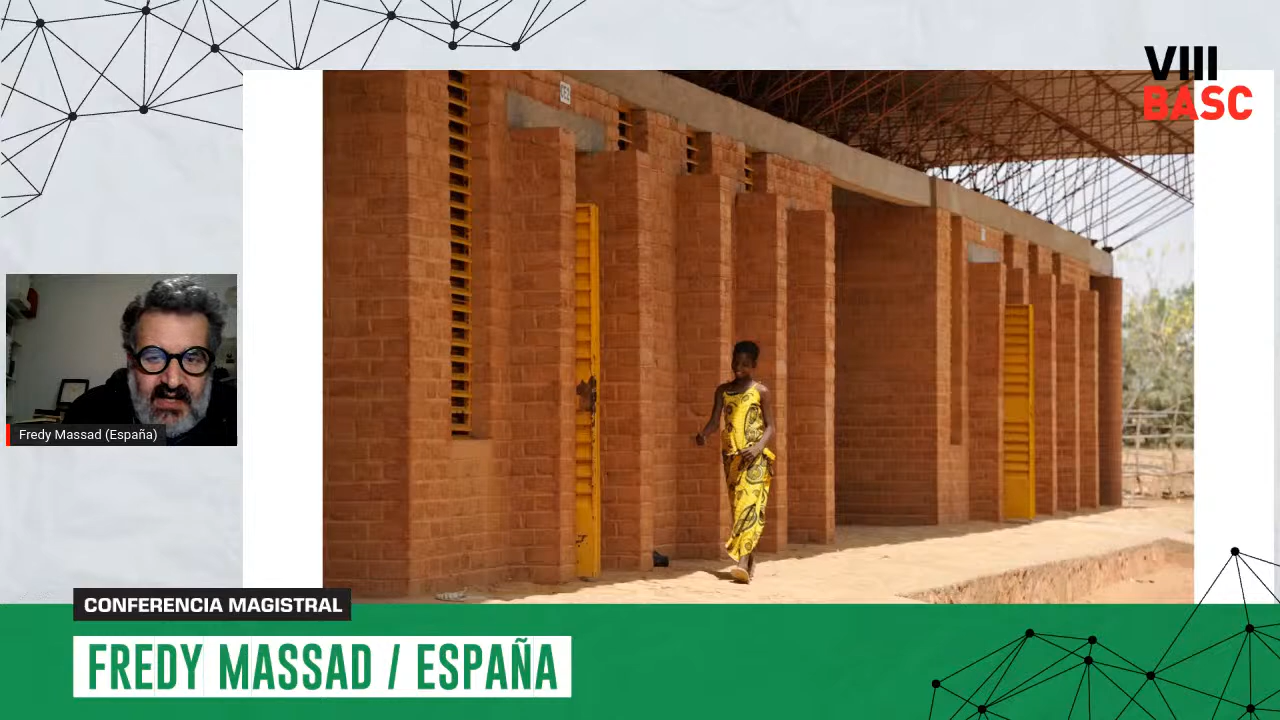 VIII
BASC
Fredy Massad (España)
CONFERENCIA MAGISTRAL
FREDY MASSAD / ESPAÑA